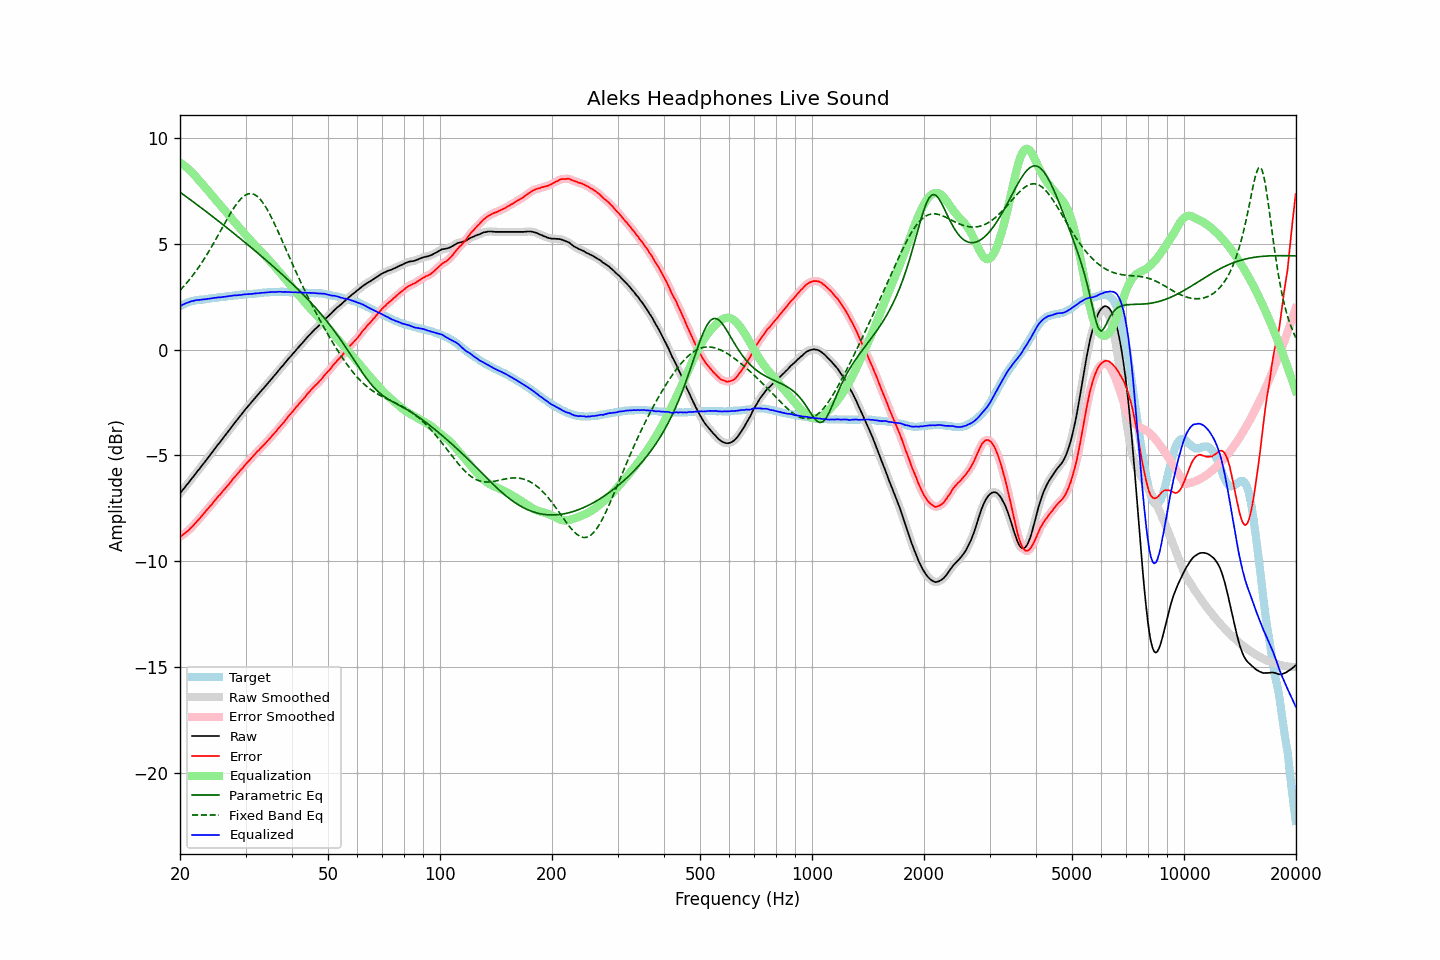 Aleks Headphones Live Sound
10
5
0
−5
−10
−15
−20
Amplitude (dBr)
Target
Raw Smoothed
Error Smoothed
Raw
Error
Equalization
Parametric Eq
Fixed Band Eq
Equalized
20 50 100 200 500 1000 2000 5000 10000 20000
Frequency (Hz)